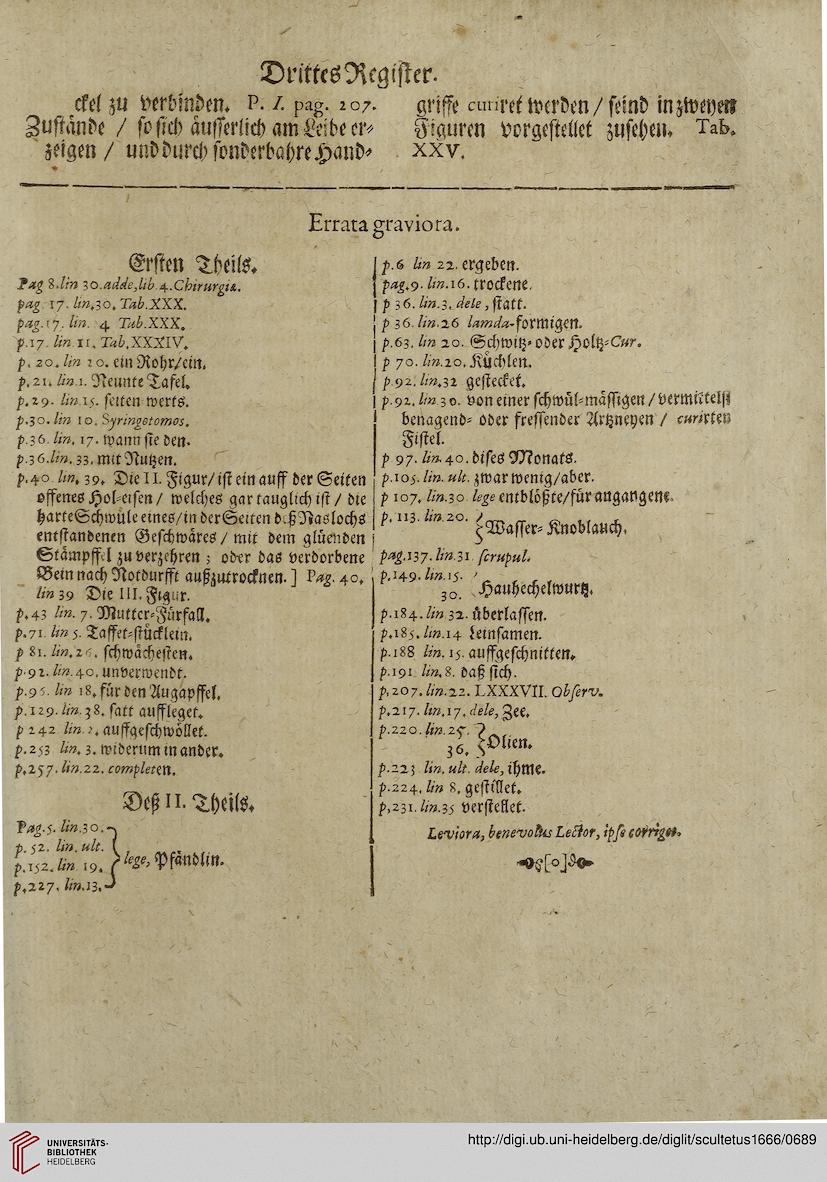 Drittes Register.
ckel zu verbinden. P. I. pag. 207.
Zustände / so sich äusserlich am Leibe er-
zeigen / und durch sonderbahre Hand-
griffe curiret werden / seind in zweyen
Figuren vorgestellet zusehen. Tab.
XXV.
Errata graviora.
Ersten Theils.
Pag 8. lin 30. adde, lib 4. Chirurgiæ.
pag 17. lin. 30. Tab. XXX.
pag. 17. lin. 4 Tab. XXX.
p. 17. lin 11. Tab. XXXIV.
p. 20. lin 20. ein Rohr / ein.
p. 21. lin 1. Neunte Tafel.
p. 29. lin 15. seiten werts.
p. 30. lin 10. Syringotomos.
p. 36 lin. 17. wann sie den.
p. 36. lin. 33. mit Nutzen.
p. 40 lin. 39. Die II. Figur / ist ein auff der Seiten
offenes Hol-eisen / welches gar tauglich ist / die
harte Schwüle eines / in der Seiten deß Naslochs
entstandenen Geschwäres / mit dem glüenden
Stämpffel zu verzehren ; oder das verdorbene
Bein nach Notdurfft außzutrocknen. ] Pag. 40.
lin 39 Die III. Figur.
p. 43 lin. 7. Mutter-Fürfall.
p. 71. lin 5. Taffet-stücklein.
p 81. lin. 26. schwächesten.
p. 92. lin. 40. unverwendt.
p. 95. lin 18. für den Augapffel.
p. 129. lin. 38. satt auffleget.
p 242 lin 2. auffgeschwöllet.
p. 253 lin. 3. widerum in ander.
p. 257. lin. 22. completen.
Deß II. Theils.
Pag. 5. lin. 30.
p. 52. lin. ult.
p. 152. lin 19.
p. 227. lin. 13.
lege, Pfändlin.
p. 6 lin 22. ergeben.
pag. 9. lin. 16. trockene.
p 36. lin. 3. dele, statt.
p 36. lin. 26 lamda-formigen.
p. 63. lin 20. Schwitz- oder Holtz-Cur.
p 70. lin. 20. Küchlen.
p 92. lin. 32 gestecket.
p. 92. lin. 30. von einer schwül-mässigen / vermittelst
benagend- oder fressender Artzneyen / curirten
Fistel.
p 97. lin. 40. dises Monats.
p. 105. lin. ult. zwar wenig / aber.
p 107. lin. 30 lege entblößte / für angangene.
p. 113. lin. 20. Wasser- Knoblauch.
pag. 137. lin. 31 scrupul.
p. 149. lin. 15.
30. Hauhechelwurtz.
p. 184. lin 32. überlassen.
p. 185. lin. 14 Leinsamen.
p. 188 lin. 15. auffgeschnitten.
p. 191 lin. 8. daß sich.
p. 207. lin. 22. LXXXVII. Observ.
p. 217. lin. 17. dele, Zee.
p. 220. lin. 25.
36. Olien.
p. 223 lin. ult. dele, ihme.
p. 224. lin 8. gestillet.
p. 231. lin. 35 verstellet.
Leviora, benevolus Lector, ipse corriget.
UNIVERSITÄTS-
BIBLIOTHEK
HEIDELBERG
http://digi.ub.uni-heidelberg.de/diglit/scultetus1666/0689